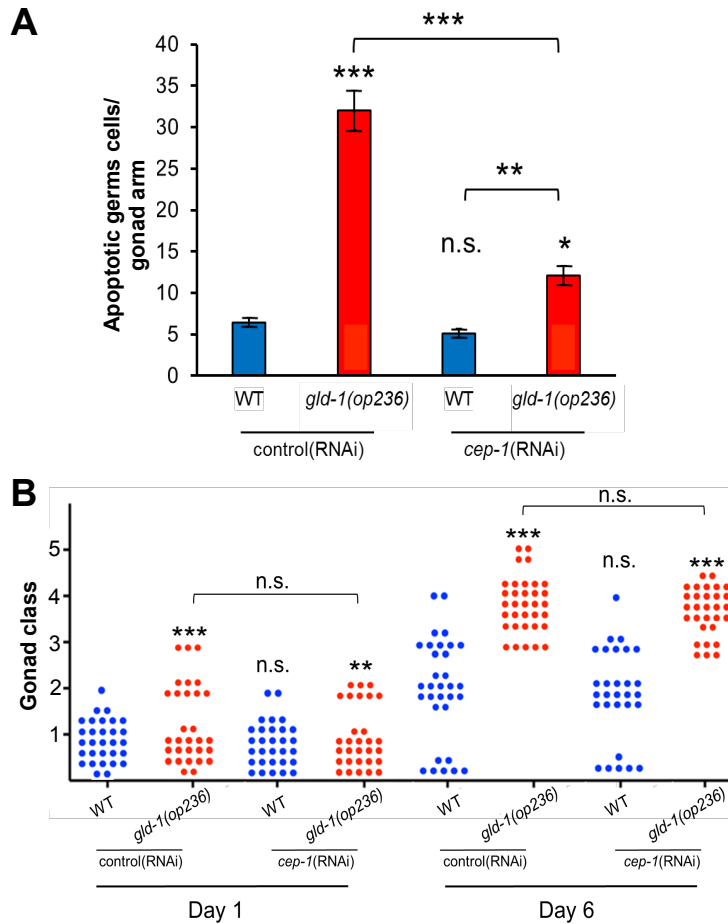 A
***
40
***
35
30
25
**
20
n.s.
*
15
10
5
0
Apoptotic germs cells/
gonad arm
WT gld-1(op236) WT gld-1(op236)
control(RNAi) cep-1(RNAi)
B
n.s.
***
n.s.
***
5
n.s.
4
***
n.s.
**
3
2
1
Gonad class
WT gld-1(op236) WT gld-1(op236) WT gld-1(op236) WT gld-1(op236)
control(RNAi) cep-1(RNAi) control(RNAi) cep-1(RNAi)
Day 1 Day 6